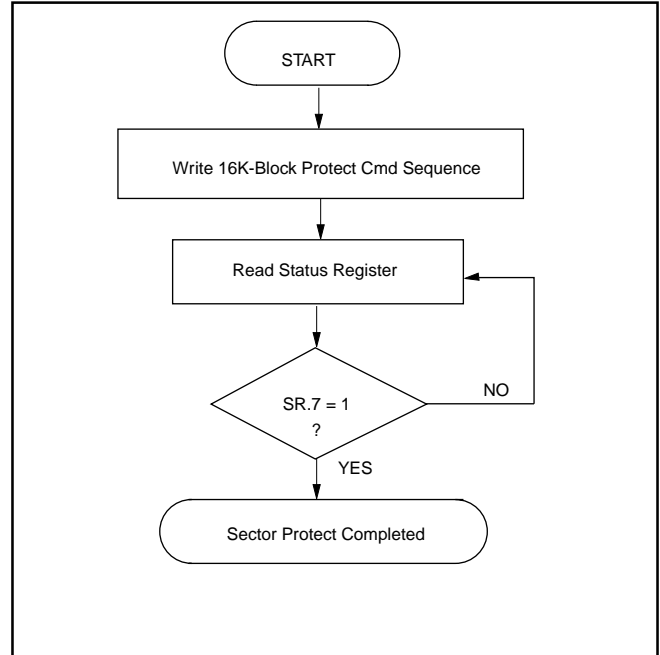 START
Write 16K-Block Protect Cmd Sequence
Read Status Register
SR.7 = 1
?
NO
YES
Sector Protect Completed